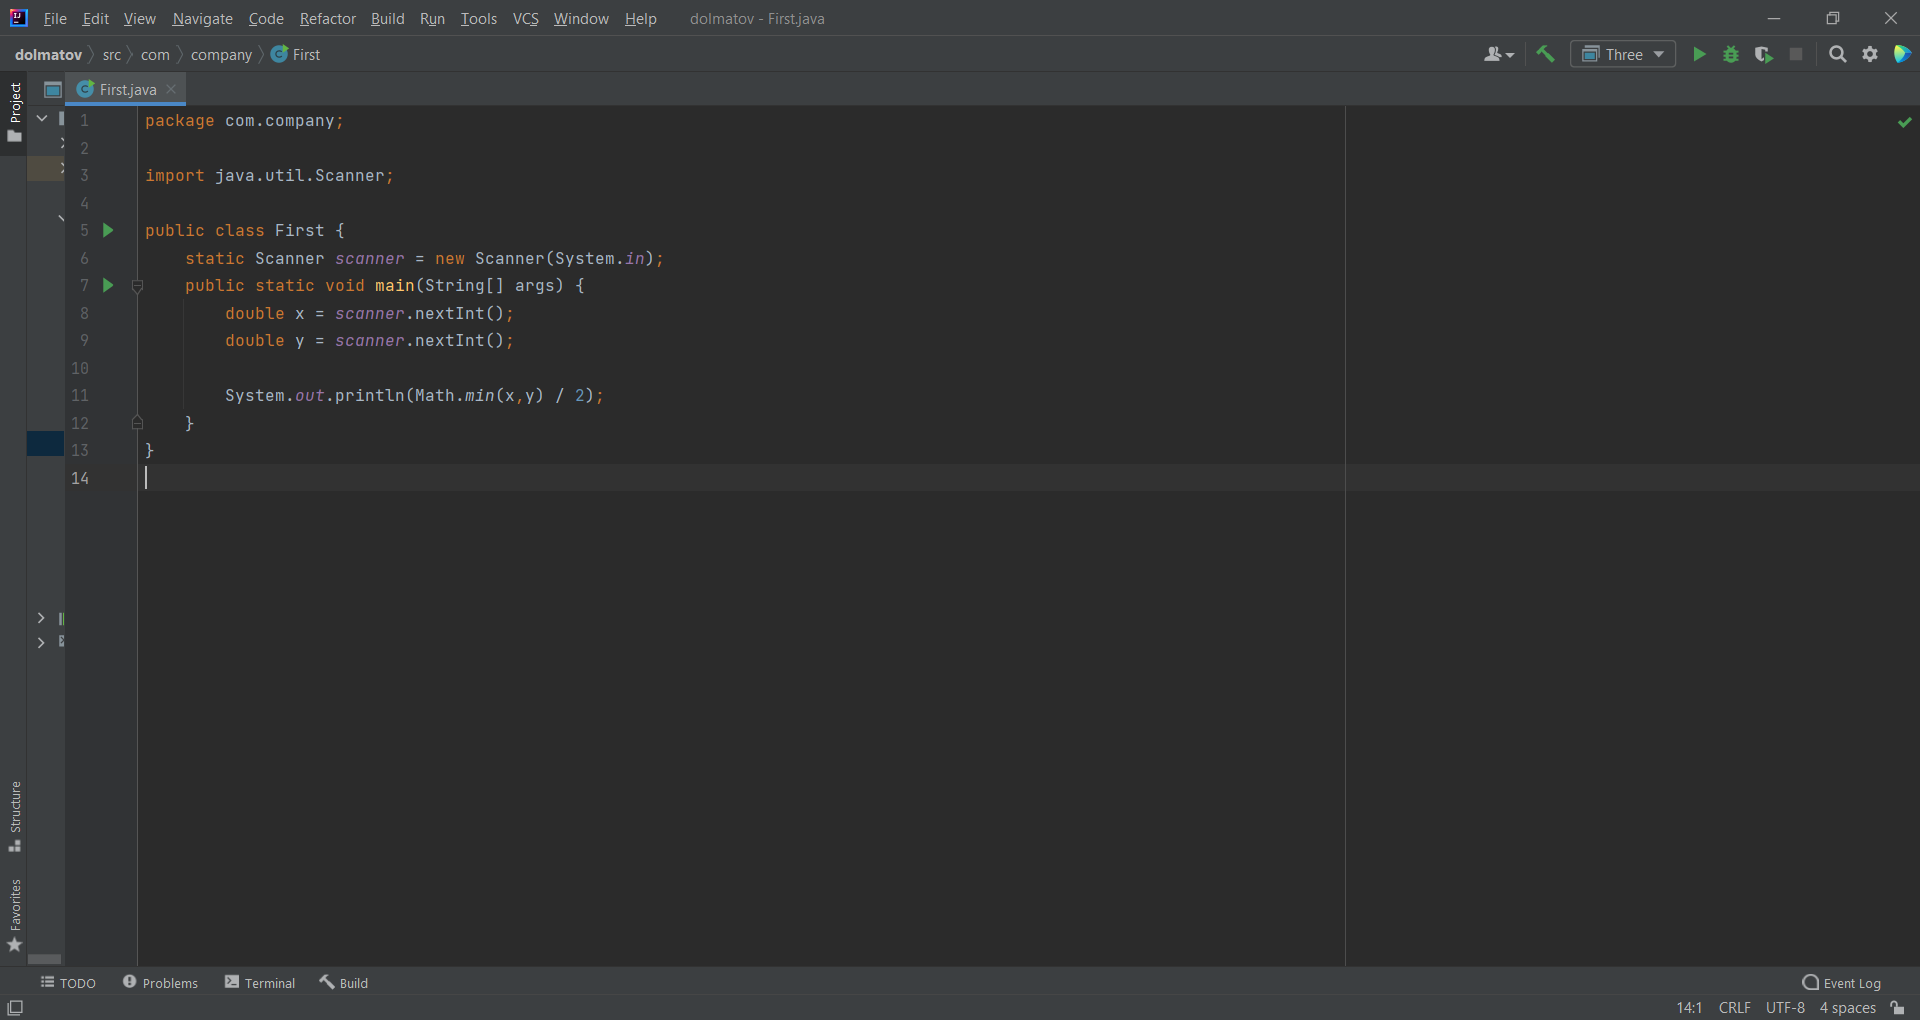 File Edit View Navigate Code Refactor Build Run Tools VCS Window Help dolmatov - First.java
dolmatov src com company First Three
Project
First.java
1 package com.company;
2
3 import java.util.Scanner;
4
5 public class First {
6     static Scanner scanner = new Scanner(System.in);
7     public static void main(String[] args) {
8         double x = scanner.nextInt();
9         double y = scanner.nextInt();
10
11         System.out.println(Math.min(x,y) / 2);
12     }
13 }
14
Structure
Favorites
TODO Problems Terminal Build Event Log
14:1 CRLF UTF-8 4 spaces